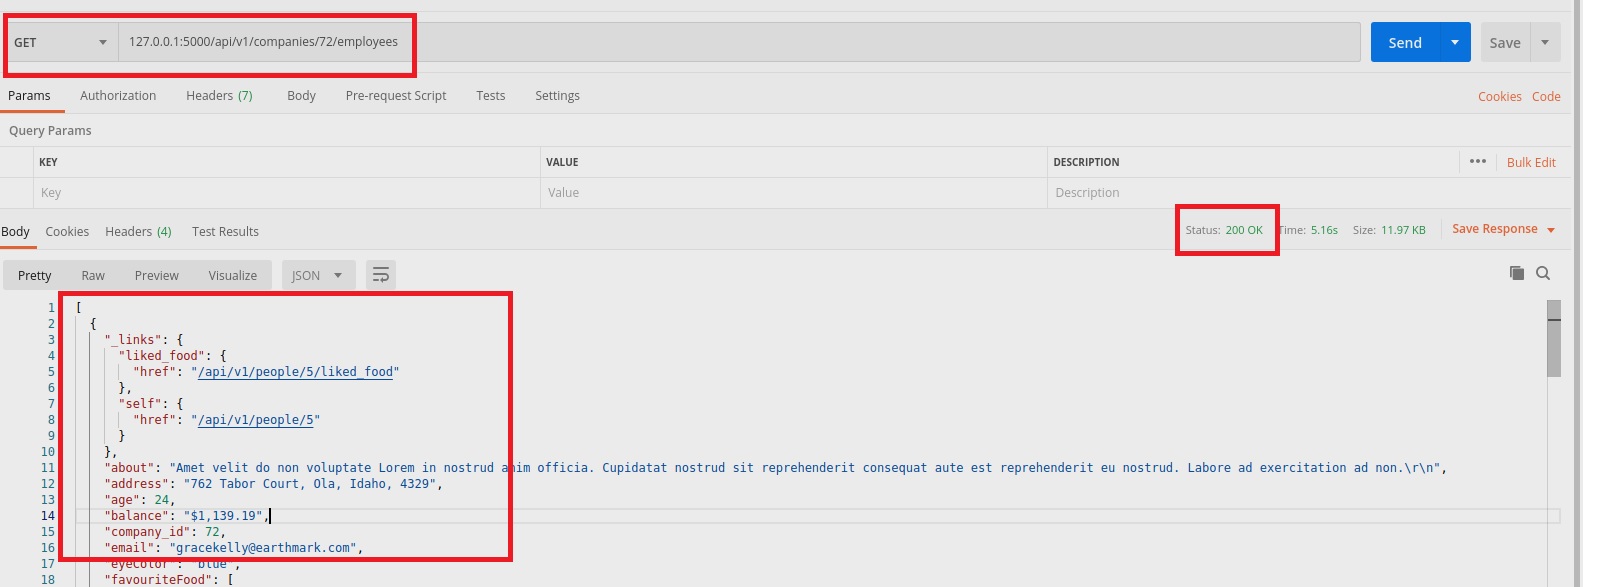 GET 127.0.0.1:5000/api/v1/companies/72/employees Send Save
Params Authorization Headers (7) Body Pre-request Script Tests Settings Cookies Code
Query Params
KEY VALUE DESCRIPTION ••• Bulk Edit
Key Value Description
Body Cookies Headers (4) Test Results Status: 200 OK Time: 5.16s Size: 11.97 KB Save Response
Pretty Raw Preview Visualize JSON
1 [
2 {
3 "_links": {
4 "liked_food": {
5 "href": "/api/v1/people/5/liked_food"
6 },
7 "self": {
8 "href": "/api/v1/people/5"
9 }
10 },
11 "about": "Amet velit do non voluptate Lorem in nostrud anim officia. Cupidatat nostrud sit reprehenderit consequat aute est reprehenderit eu nostrud. Labore ad exercitation ad non.\r\n",
12 "address": "762 Tabor Court, Ola, Idaho, 4329",
13 "age": 24,
14 "balance": "$1,139.19",
15 "company_id": 72,
16 "email": "gracekelly@earthmark.com",
17 "eyeColor": "blue",
18 "favouriteFood": [